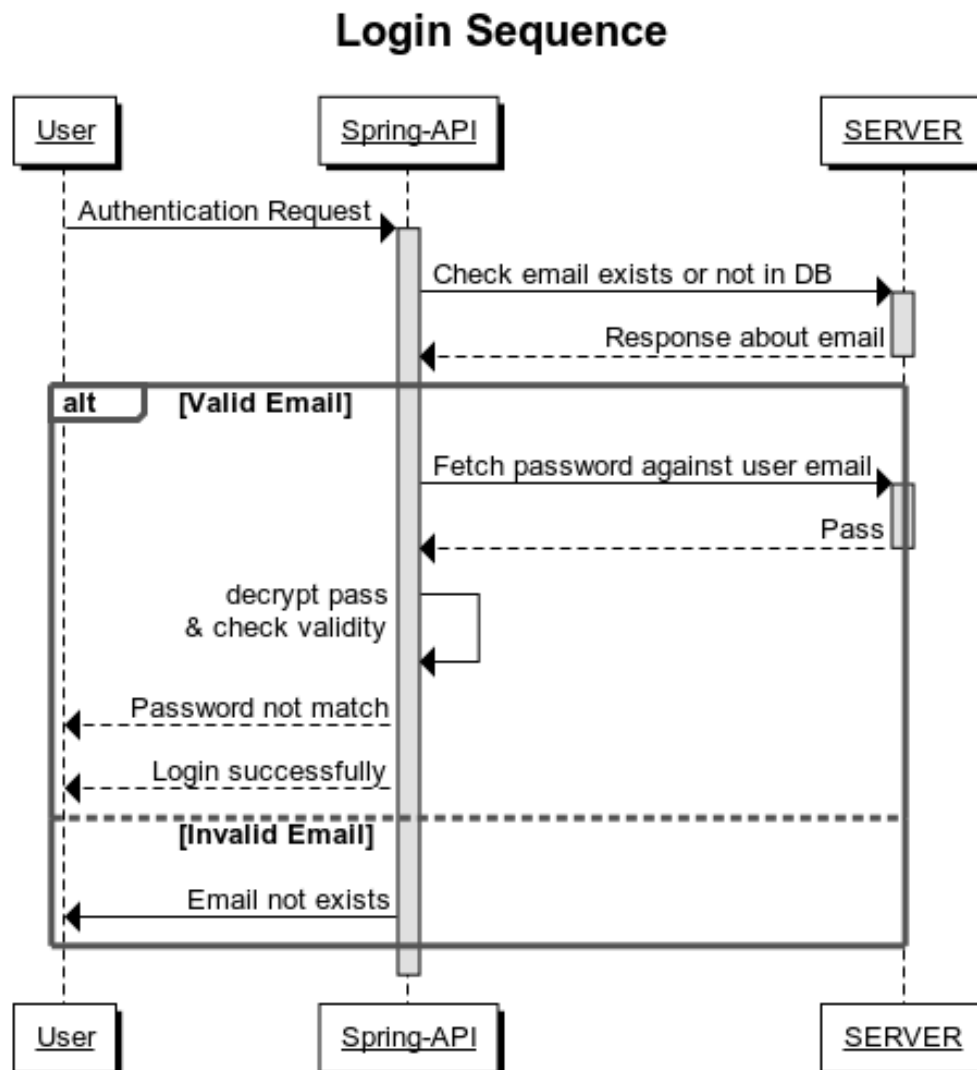 Login Sequence
User
Spring-API
SERVER
Authentication Request
Check email exists or not in DB
Response about email
alt
[Valid Email]
Fetch password against user email
Pass
decrypt pass
& check validity
Password not match
Login successfully
[Invalid Email]
Email not exists
User
Spring-API
SERVER